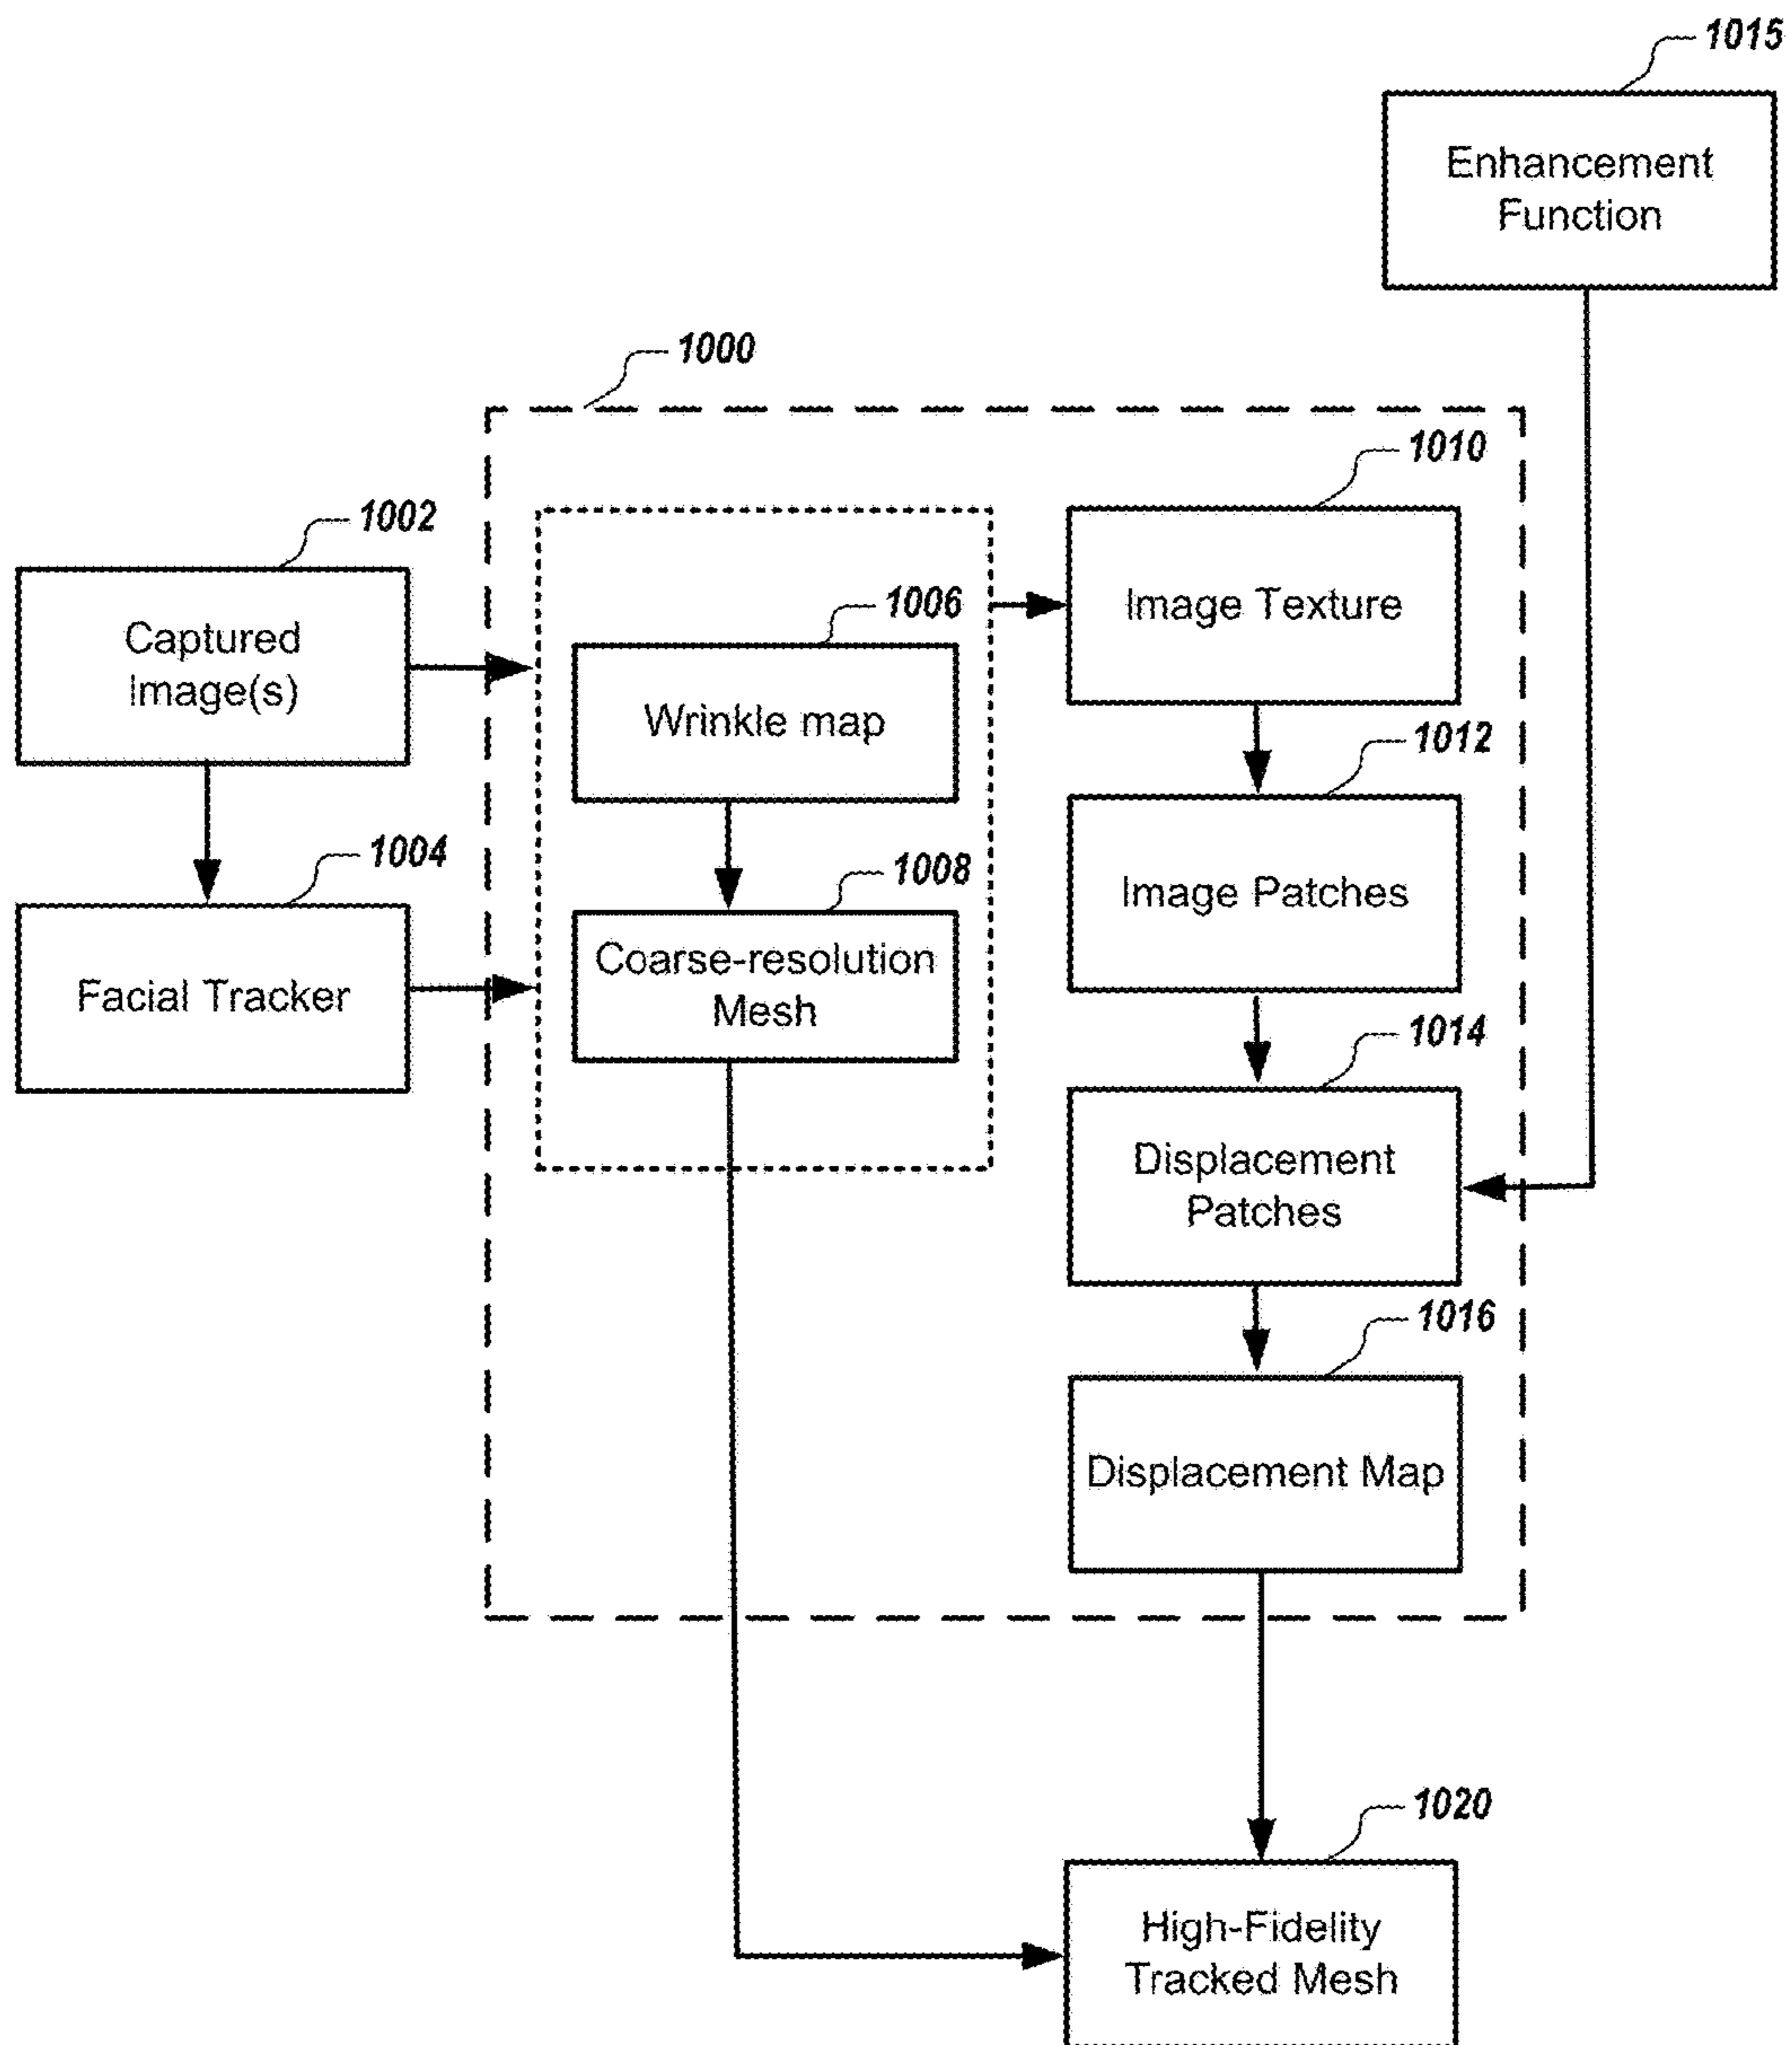 1015
Enhancement
Function
1000
1010
Image Texture
1002
Captured
Image(s)
1006
Wrinkle map
1012
Image Patches
1004
Facial Tracker
1008
Coarse-resolution
Mesh
1014
Displacement
Patches
1016
Displacement Map
1020
High-Fidelity
Tracked Mesh